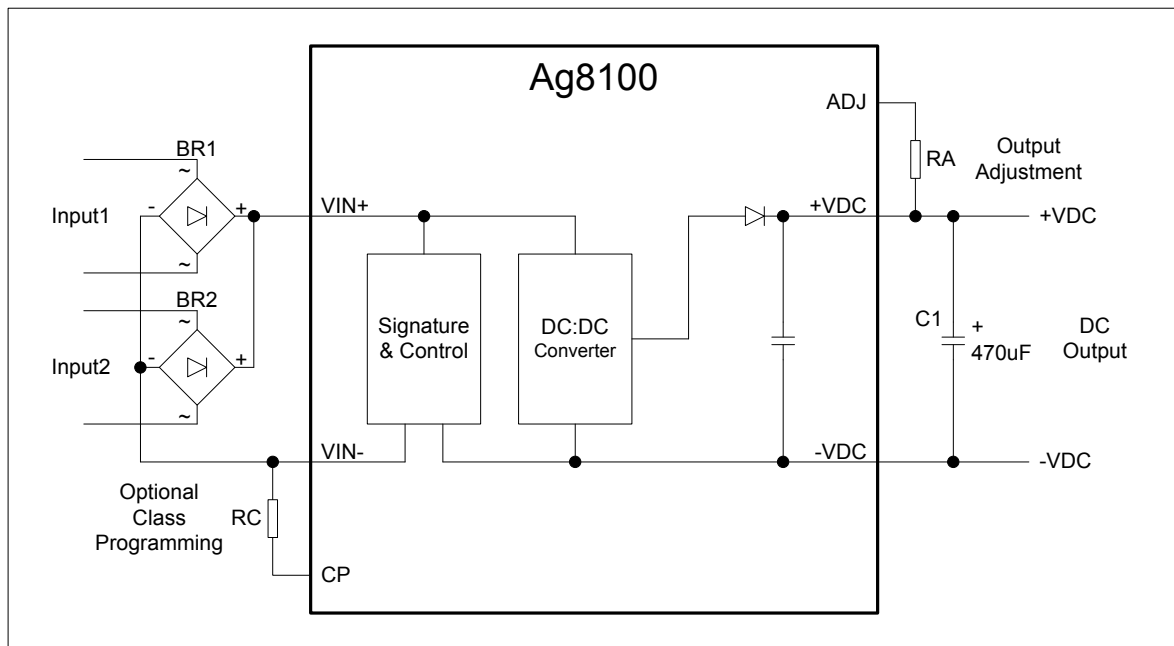 Ag8100
ADJ
RA
Output
Adjustment
BR1
~
-
+
~
Input1
VIN+
+VDC
+VDC
BR2
~
-
+
~
Input2
Signature
& Control
DC:DC
Converter
C1
+
470uF
DC
Output
VIN-
-VDC
-VDC
Optional
Class
Programming
RC
CP